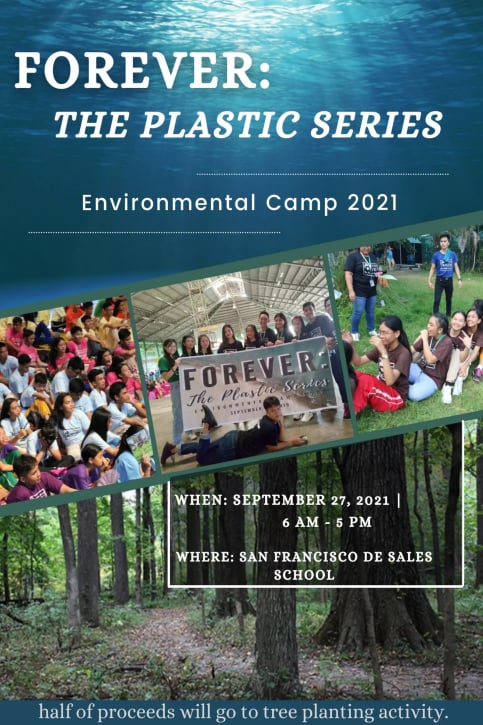 FOREVER:
THE PLASTIC SERIES
Environmental Camp 2021
FOREVER:
The Plastic Series
WHEN: SEPTEMBER 27, 2021 |
6 AM - 5 PM
WHERE: SAN FRANCISCO DE SALES
SCHOOL
half of proceeds will go to tree planting activity.